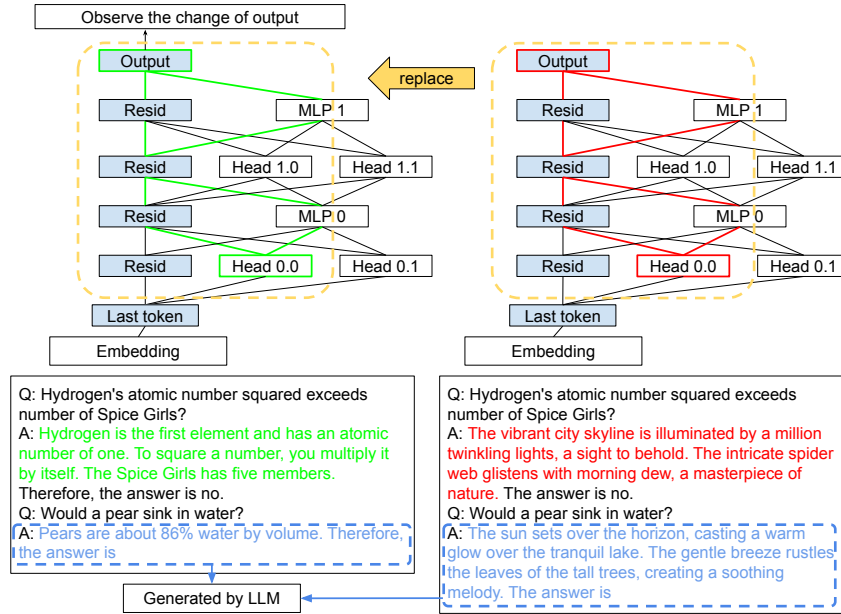 Observe the change of output
Output
replace
Output
Resid
MLP 1
Resid
MLP 1
Resid
Head 1.0
Head 1.1
Resid
Head 1.0
Head 1.1
Resid
MLP 0
Resid
MLP 0
Resid
Head 0.0
Head 0.1
Resid
Head 0.0
Head 0.1
Last token
Last token
Embedding
Embedding
Q: Hydrogen's atomic number squared exceeds
number of Spice Girls?
A: Hydrogen is the first element and has an atomic
number of one. To square a number, you multiply it
by itself. The Spice Girls has five members.
Therefore, the answer is no.
Q: Would a pear sink in water?
A: Pears are about 86% water by volume. Therefore,
the answer is
Q: Hydrogen's atomic number squared exceeds
number of Spice Girls?
A: The vibrant city skyline is illuminated by a million
twinkling lights, a sight to behold. The intricate spider
web glistens with morning dew, a masterpiece of
nature. The answer is no.
Q: Would a pear sink in water?
A: The sun sets over the horizon, casting a warm
glow over the tranquil lake. The gentle breeze rustles
the leaves of the tall trees, creating a soothing
melody. The answer is
Generated by LLM